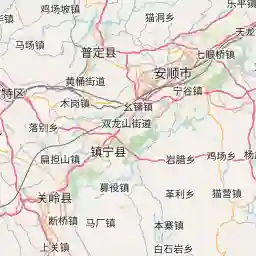 鸡场坡镇
猫洞乡
乐平镇
马场镇
普定县
天龙
七眼桥镇
安顺市
黄桶街道
特区
宁谷镇
木岗镇
幺铺镇
落别乡
双龙山街道
镇宁县
扁担山镇
岩腊乡
鸡场乡
杨
募役镇
革利乡
猫营镇
关岭县
断桥镇
马厂镇
本寨镇
上关镇
白石岩乡